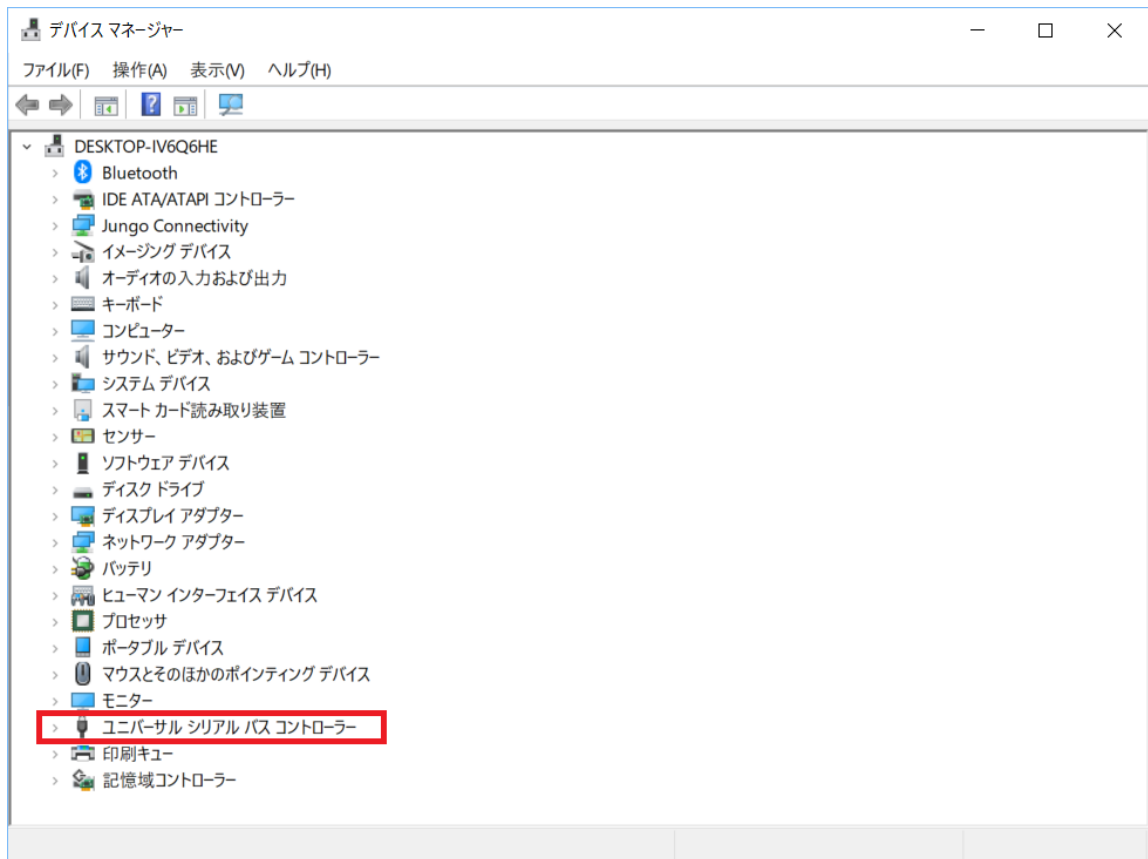 デバイス マネージャー
ファイル(F) 操作(A) 表示(V) ヘルプ(H)
DESKTOP-IV6Q6HE
Bluetooth
IDE ATA/ATAPI コントローラー
Jungo Connectivity
イメージング デバイス
オーディオの入力および出力
キーボード
コンピューター
サウンド、ビデオ、およびゲーム コントローラー
システム デバイス
スマート カード読み取り装置
センサー
ソフトウェア デバイス
ディスク ドライブ
ディスプレイ アダプター
ネットワーク アダプター
バッテリ
ヒューマン インターフェイス デバイス
プロセッサ
ポータブル デバイス
マウスとそのほかのポインティング デバイス
モニター
ユニバーサル シリアル バス コントローラー
印刷キュー
記憶域コントローラー